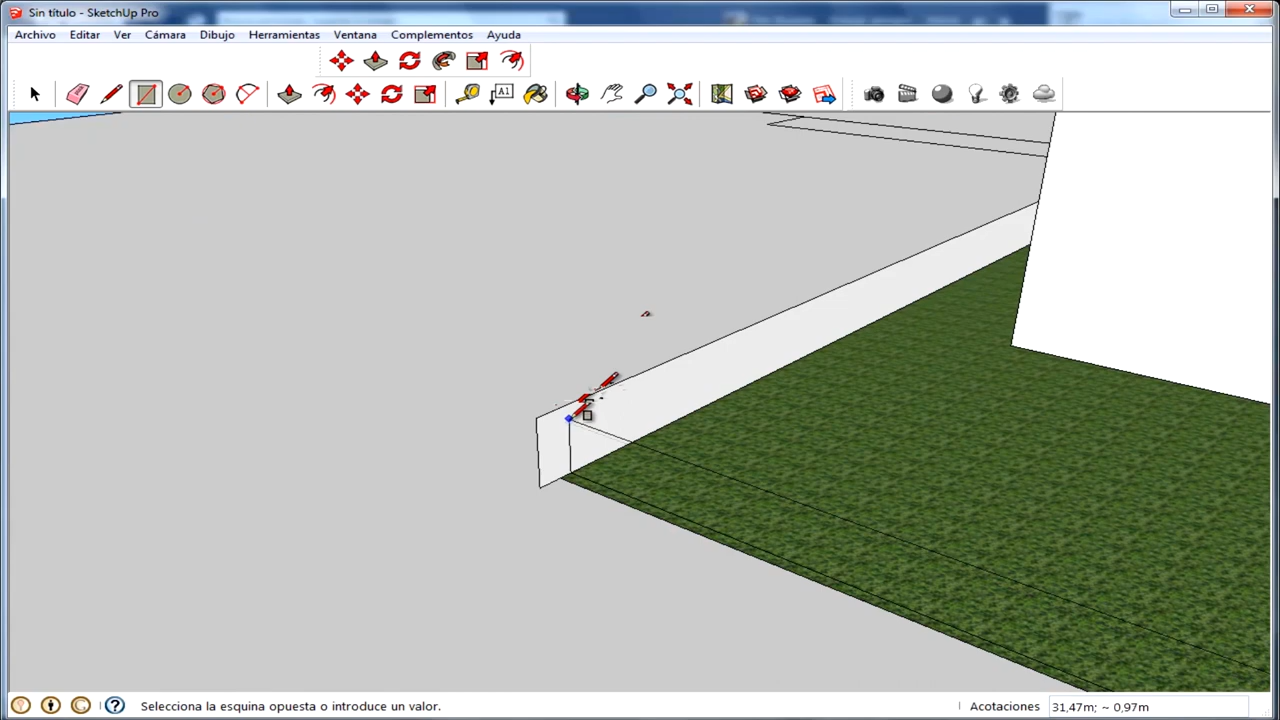 Sin título - SketchUp Pro
Archivo Editar Ver Cámara Dibujo Herramientas Ventana Complementos Ayuda
A1
Selecciona la esquina opuesta o introduce un valor. Acotaciones 31,47m; ~ 0,97m